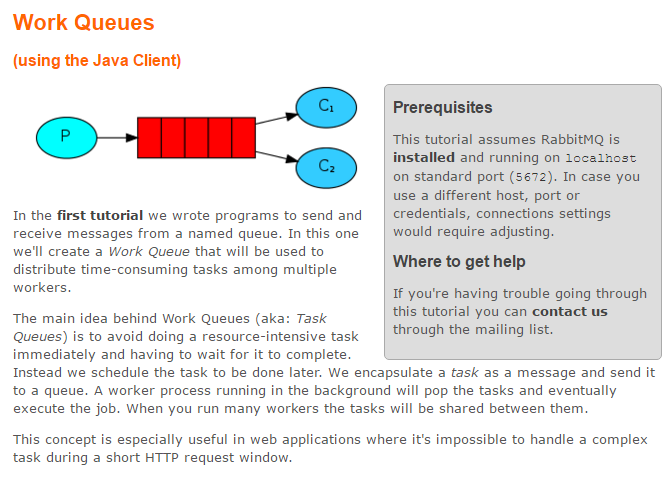 Work Queues
(using the Java Client)
P
C1
C2
Prerequisites
This tutorial assumes RabbitMQ is
installed and running on localhost
on standard port (5672). In case you
use a different host, port or
credentials, connections settings
would require adjusting.
Where to get help
If you're having trouble going through
this tutorial you can contact us
through the mailing list.
In the first tutorial we wrote programs to send and
receive messages from a named queue. In this one
we'll create a Work Queue that will be used to
distribute time-consuming tasks among multiple
workers.
The main idea behind Work Queues (aka: Task
Queues) is to avoid doing a resource-intensive task
immediately and having to wait for it to complete.
Instead we schedule the task to be done later. We encapsulate a task as a message and send it
to a queue. A worker process running in the background will pop the tasks and eventually
execute the job. When you run many workers the tasks will be shared between them.
This concept is especially useful in web applications where it's impossible to handle a complex
task during a short HTTP request window.